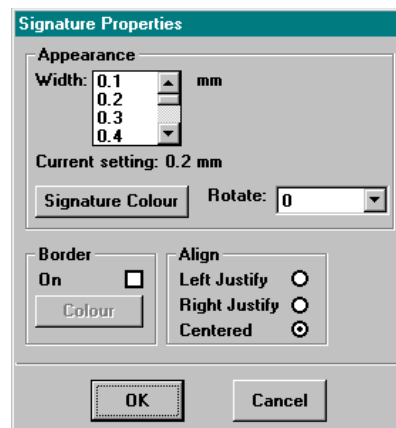 Signature Properties
Appearance
Width: 0.1 mm
0.2
0.3
0.4
Current setting: 0.2 mm
Signature Colour Rotate: 0
Border Align
On Left Justify
Colour Right Justify
Centered
OK Cancel